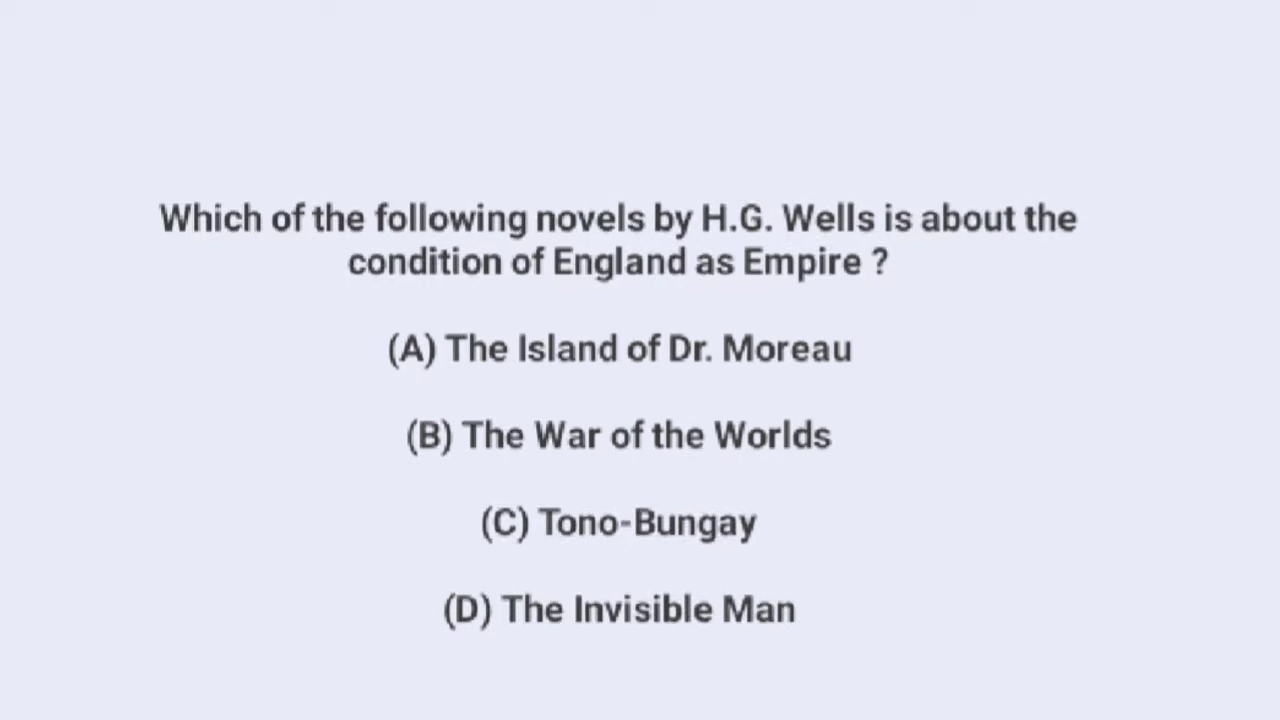 Which of the following novels by H.G. Wells is about the
condition of England as Empire ?
(A) The Island of Dr. Moreau
(B) The War of the Worlds
(C) Tono-Bungay
(D) The Invisible Man